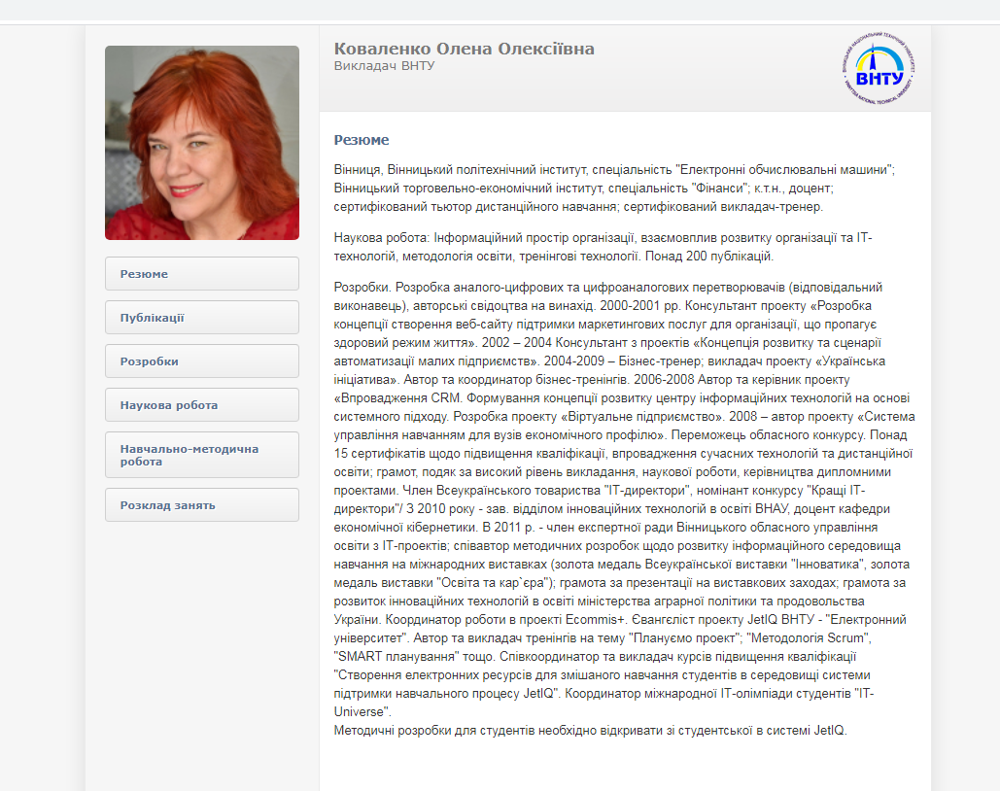 Коваленко Олена Олексіївна
Викладач ВНТУ
ВІННИЦЬКИЙ НАЦІОНАЛЬНИЙ ТЕХНІЧНИЙ УНІВЕРСИТЕТ
ВНТУ
VINNYTSIA NATIONAL TECHNICAL UNIVERSITY
Резюме
Публікації
Розробки
Наукова робота
Навчально-методична
робота
Розклад занять
Резюме
Вінниця, Вінницький політехнічний інститут, спеціальність "Електронні обчислювальні машини";
Вінницький торговельно-економічний інститут, спеціальність "Фінанси"; к.т.н., доцент;
сертифікований тьютор дистанційного навчання; сертифікований викладач-тренер.
Наукова робота: Інформаційний простір організації, взаємовплив розвитку організації та ІТ-
технологій, методологія освіти, тренінгові технології. Понад 200 публікацій.
Розробки. Розробка аналого-цифрових та цифроаналогових перетворювачів (відповідальний
виконавець), авторські свідоцтва на винахід. 2000-2001 рр. Консультант проекту «Розробка
концепції створення веб-сайту підтримки маркетингових послуг для організації, що пропагує
здоровий режим життя». 2002 – 2004 Консультант з проектів «Концепція розвитку та сценарії
автоматизації малих підприємств». 2004-2009 – Бізнес-тренер; викладач проекту «Українська
ініціатива». Автор та координатор бізнес-тренінгів. 2006-2008 Автор та керівник проекту
«Впровадження CRM. Формування концепції розвитку центру інформаційних технологій на основі
системного підходу. Розробка проекту «Віртуальне підприємство». 2008 – автор проекту «Система
управління навчанням для вузів економічного профілю». Переможець обласного конкурсу. Понад
15 сертифікатів щодо підвищення кваліфікації, впровадження сучасних технологій та дистанційної
освіти; грамот, подяк за високий рівень викладання, наукової роботи, керівництва дипломними
проектами. Член Всеукраїнського товариства "ІТ-директори", номінант конкурсу "Кращі ІТ-
директори"/ З 2010 року - зав. відділом інноваційних технологій в освіті ВНАУ, доцент кафедри
економічної кібернетики. В 2011 р. - член експертної ради Вінницького обласного управління
освіти з ІТ-проектів; співавтор методичних розробок щодо розвитку інформаційного середовища
навчання на міжнародних виставках (золота медаль Всеукраїнської виставки "Інноватика", золота
медаль виставки "Освіта та кар`єра"); грамота за презентації на виставкових заходах; грамота за
розвиток інноваційних технологій в освіті міністерства аграрної політики та продовольства
України. Координатор роботи в проекті Ecommis+. Євангєліст проекту JetIQ ВНТУ - "Електронний
університет". Автор та викладач тренінгів на тему "Плануємо проект"; "Методологія Scrum",
"SMART планування" тощо. Співкоординатор та викладач курсів підвищення кваліфікації
"Створення електронних ресурсів для змішаного навчання студентів в середовищі системи
підтримки навчального процесу JetIQ". Координатор міжнародної ІТ-олімпіади студентів "IT-
Universe".
Методичні розробки для студентів необхідно відкривати зі студентської в системі JetIQ.